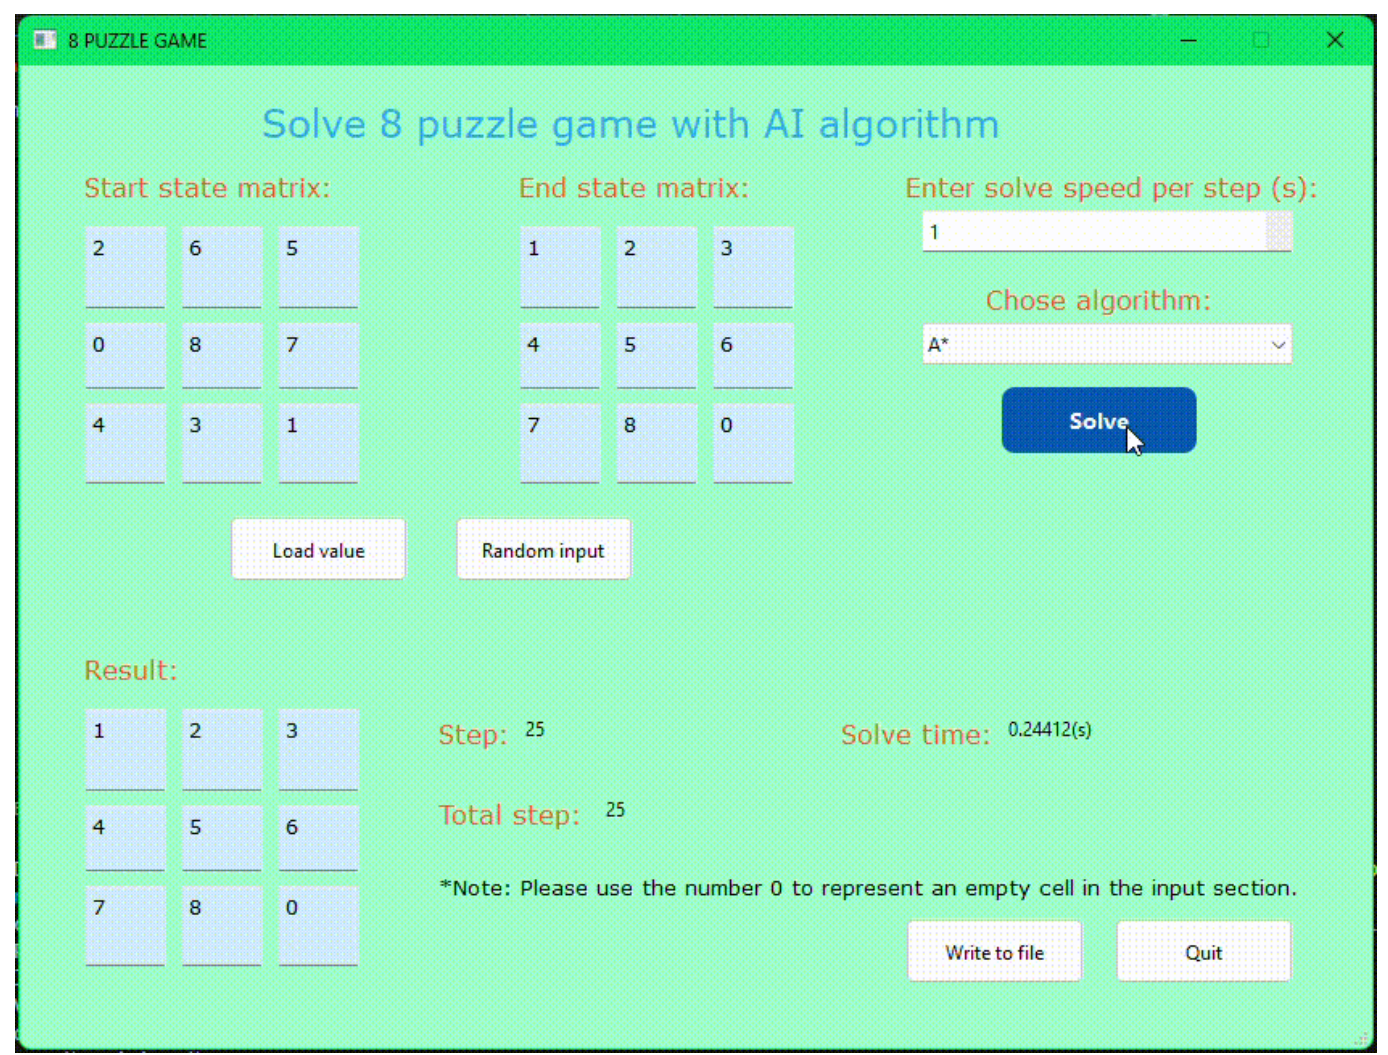 8 PUZZLE GAME
Solve 8 puzzle game with AI algorithm
Start state matrix:
End state matrix:
Enter solve speed per step (s):
2 6 5
1 2 3
1
0 8 7
4 5 6
Chose algorithm:
A*
4 3 1
7 8 0
Solve
Load value
Random input
Result:
1 2 3
Step: 25
Solve time: 0.24412(s)
4 5 6
Total step: 25
7 8 0
*Note: Please use the number 0 to represent an empty cell in the input section.
Write to file
Quit